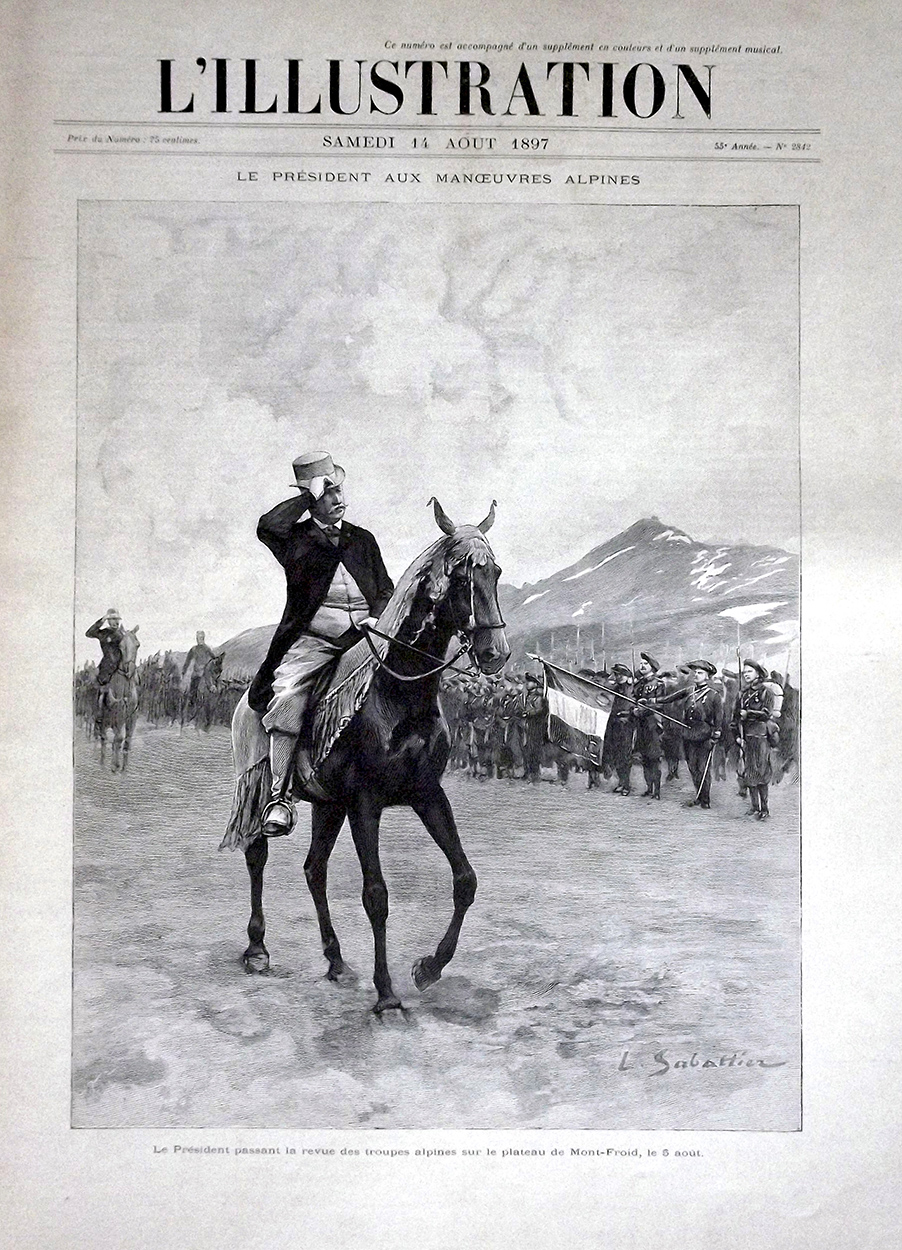 Ce numéro est accompagné d'un supplément en couleurs et d'un supplément musical.
L'ILLUSTRATION
Prix du Numéro : 75 centimes.
SAMEDI 14 AOUT 1897
55e Année. — No 2842
LE PRÉSIDENT AUX MANŒUVRES ALPINES
L. Sabattier
Le Président passant la revue des troupes alpines sur le plateau de Mont-Froid, le 5 août.